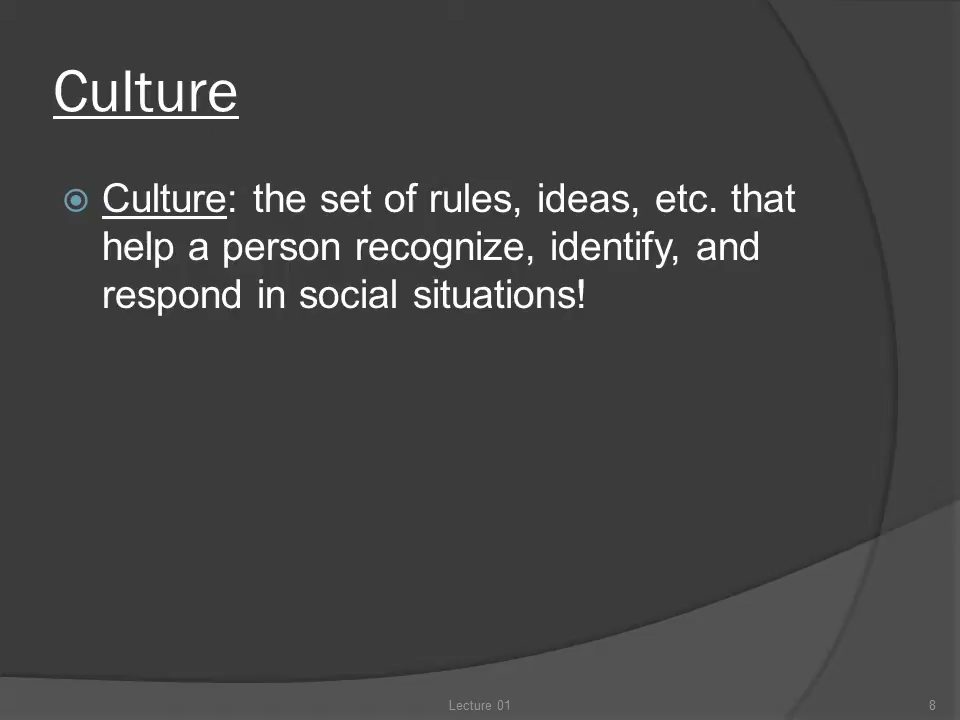 Culture
Culture: the set of rules, ideas, etc. that
help a person recognize, identify, and
respond in social situations!
Lecture 01
8